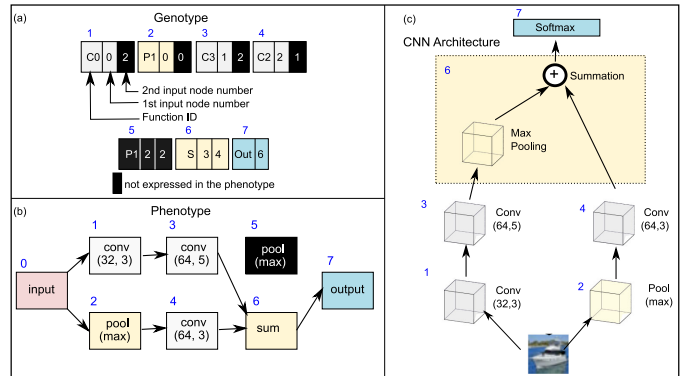 (a)
Genotype
1 2 3 4
C0 0 2 P1 0 0 C3 1 2 C2 2 1
2nd input node number
1st input node number
Function ID
5 6 7
P1 2 2 S 3 4 Out 6
not expressed in the phenotype
(b)
Phenotype
0 1 3 5 7
input
conv
(32, 3)
conv
(64, 5)
pool
(max)
output
2 4 6
pool
(max)
conv
(64, 3)
sum
(c)
CNN Architecture
7
Softmax
6
+
Summation
Max
Pooling
3
Conv
(64,5)
4
Conv
(64,3)
1
Conv
(32,3)
2
Pool
(max)